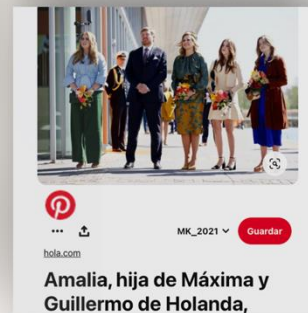 MK_2021
Guardar
hola.com
Amalia, hija de Máxima y
Guillermo de Holanda,